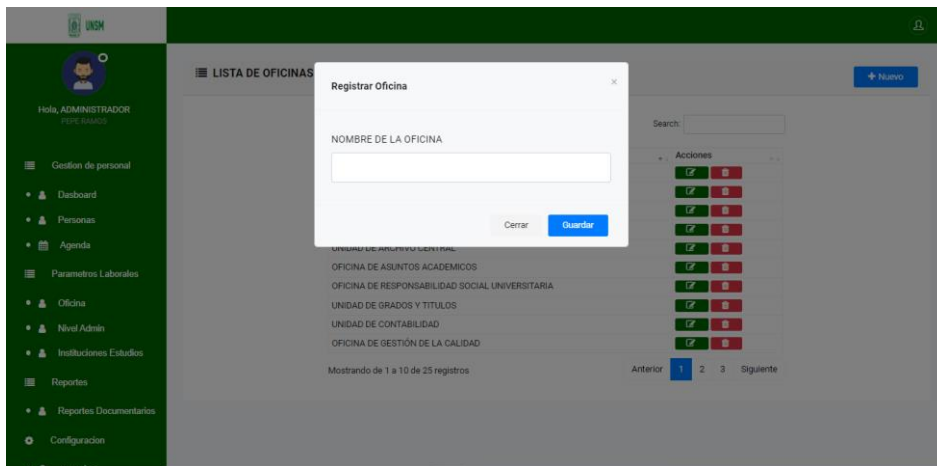 UNSM
Hola, ADMINISTRADOR
PEPE RAMOS
Gestion de personal
Dasboard
Personas
Agenda
Parametros Laborales
Oficina
Nivel Admin
Instituciones Estudios
Reportes
Reportes Documentarios
Configuracion
LISTA DE OFICINAS
+ Nuevo
Registrar Oficina
×
NOMBRE DE LA OFICINA
Cerrar
Guardar
Search:
Acciones
UNIDAD DE ARCHIVO CENTRAL
OFICINA DE ASUNTOS ACADEMICOS
OFICINA DE RESPONSABILIDAD SOCIAL UNIVERSITARIA
UNIDAD DE GRADOS Y TITULOS
UNIDAD DE CONTABILIDAD
OFICINA DE GESTIÓN DE LA CALIDAD
Mostrando de 1 a 10 de 25 registros
Anterior 1 2 3 Siguiente